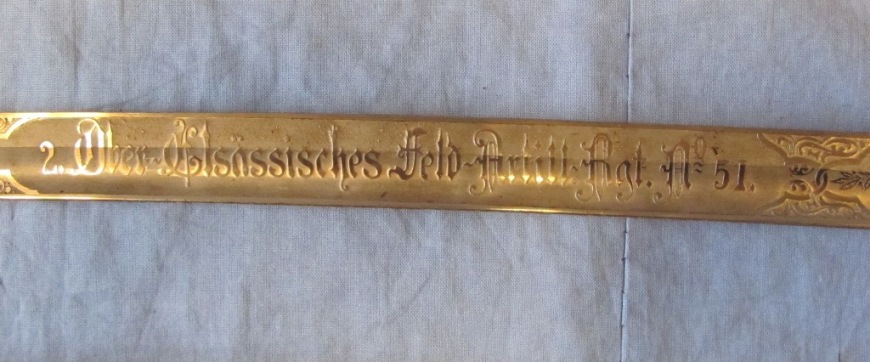 2. Ober-Elsässisches Feld-Artill.-Rgt. No 51.